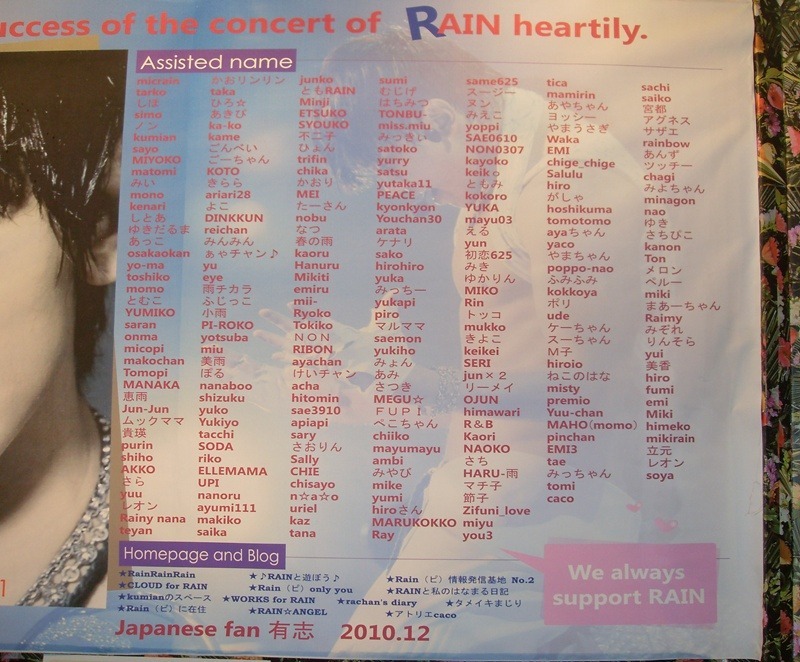 uccess of the concert of RAIN heartily.
Assisted name
micrain
tarko
しほ
simo
ノン
kumian
sayo
MIYOKO
matomi
みい
mono
kenari
しとあ
ゆきだるま
あっこ
osakaokan
yo-ma
toshiko
momo
とむこ
YUMIKO
saran
onma
micopi
makochan
Tomopi
MANAKA
恵雨
Jun-Jun
ムックママ
貴瑛
purin
shiho
AKKO
さら
yuu
レオン
Rainy nana
teyan
かおリンリン
taka
ひろ☆
あきび
ka-ko
kame
ごんべい
ごーちゃん
KOTO
きらら
ariari28
よこ
DINKKUN
reichan
みんみん
ぁゃチャン♪
yu
eye
雨チカラ
ふじっこ
小雨
PI-ROKO
yotsuba
miu
美雨
ぽる
nanaboo
shizuku
yuko
Yukiyo
tacchi
SODA
riko
ELLEMAMA
UPI
nanoru
ayumi111
makiko
saika
junko
ともRAIN
Minji
ETSUKO
SYOUKO
不二子
ひょん
trifin
chika
かおり
MEI
たーさん
nobu
なつ
春の雨
kaoru
Hanuru
Mikiti
emiru
mii-
Ryoko
Tokiko
ＮＯＮ
RIBON
ayachan
けいチャン
acha
hitomin
sae3910
apiapi
sary
さおりん
Sally
CHIE
chisayo
n☆a☆o
uriel
kaz
tana
sumi
むじげ
はちみつ
TONBU-
miss.miu
みっきぃ
satoko
yurry
satsu
yutaka11
PEACE
kyonkyon
Youchan30
arata
ケナリ
sako
hirohiro
yuka
みっちー
yukapi
piro
マルママ
saemon
yukiho
みょん
あみ
さつき
MEGU☆
ＦＵＰＩ
ぺこちゃん
chiiko
mayumayu
ambi
みやび
mike
yumi
hiroさん
MARUKOKKO
Ray
same625
スージー
ヌン
みえこ
yoppi
SAE0610
NON0307
kayoko
keikｏ
ともみ
kokoro
YUKA
mayu03
える
yun
初恋625
みき
ゆかりん
MIKO
Rin
トッコ
mukko
きよこ
keikei
SERI
jun×２
リーメイ
OJUN
himawari
R＆B
Kaori
NAOKO
さち
HARU-雨
マチ子
節子
Zifuni_love
miyu
you3
tica
mamirin
あやちゃん
ヨッシー
やまうさぎ
Waka
EMI
chige_chige
Salulu
hiro
がしゃ
hoshikuma
tomotomo
ayaちゃん
yaco
やまちゃん
poppo-nao
ふみふみ
kokkoya
ポリ
ude
ケーちゃん
スーちゃん
Ｍ子
hiroio
ねこのはな
misty
premio
Yuu-chan
MAHO(momo)
pinchan
EMI3
tae
みっちゃん
tomi
caco
sachi
saiko
宮都
アグネス
サザエ
rainbow
あんず
ツッチー
chagi
みよちゃん
minagon
nao
ゆき
さちぴこ
kanon
Ton
メロン
ベルー
miki
まあーちゃん
Raimy
みぞれ
りんそら
yui
美香
hiro
fumi
emi
Miki
himeko
mikirain
立元
レオン
soya
Homepage and Blog
★RainRainRain ★♪RAINと遊ぼう♪ ★Rain（ピ）情報発信基地 No.2
★CLOUD for RAIN ★Rain（ピ）only you ★RAINと私のはなまる日記
★kumianのスペース ★WORKS for RAIN ★rachan's diary ★タメイキまじり
★Rain（ピ）に在住 ★RAIN☆ANGEL ★アトリエcaco
We always
support RAIN
Japanese fan 有志 2010.12